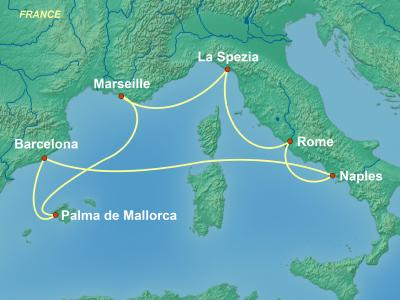 FRANCE
La Spezia
Marseille
Barcelona
Rome
Naples
Palma de Mallorca